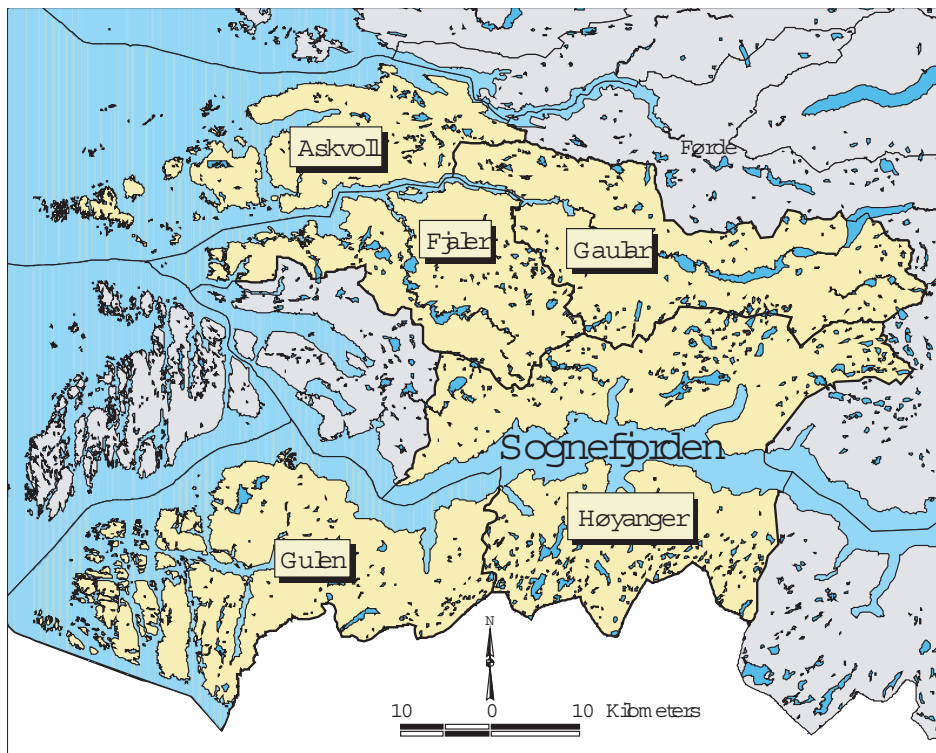 Askvoll
Førde
Fjaler
Gaular
Sognefjorden
Høyanger
Gulen
N
10 0 10 Kilometers